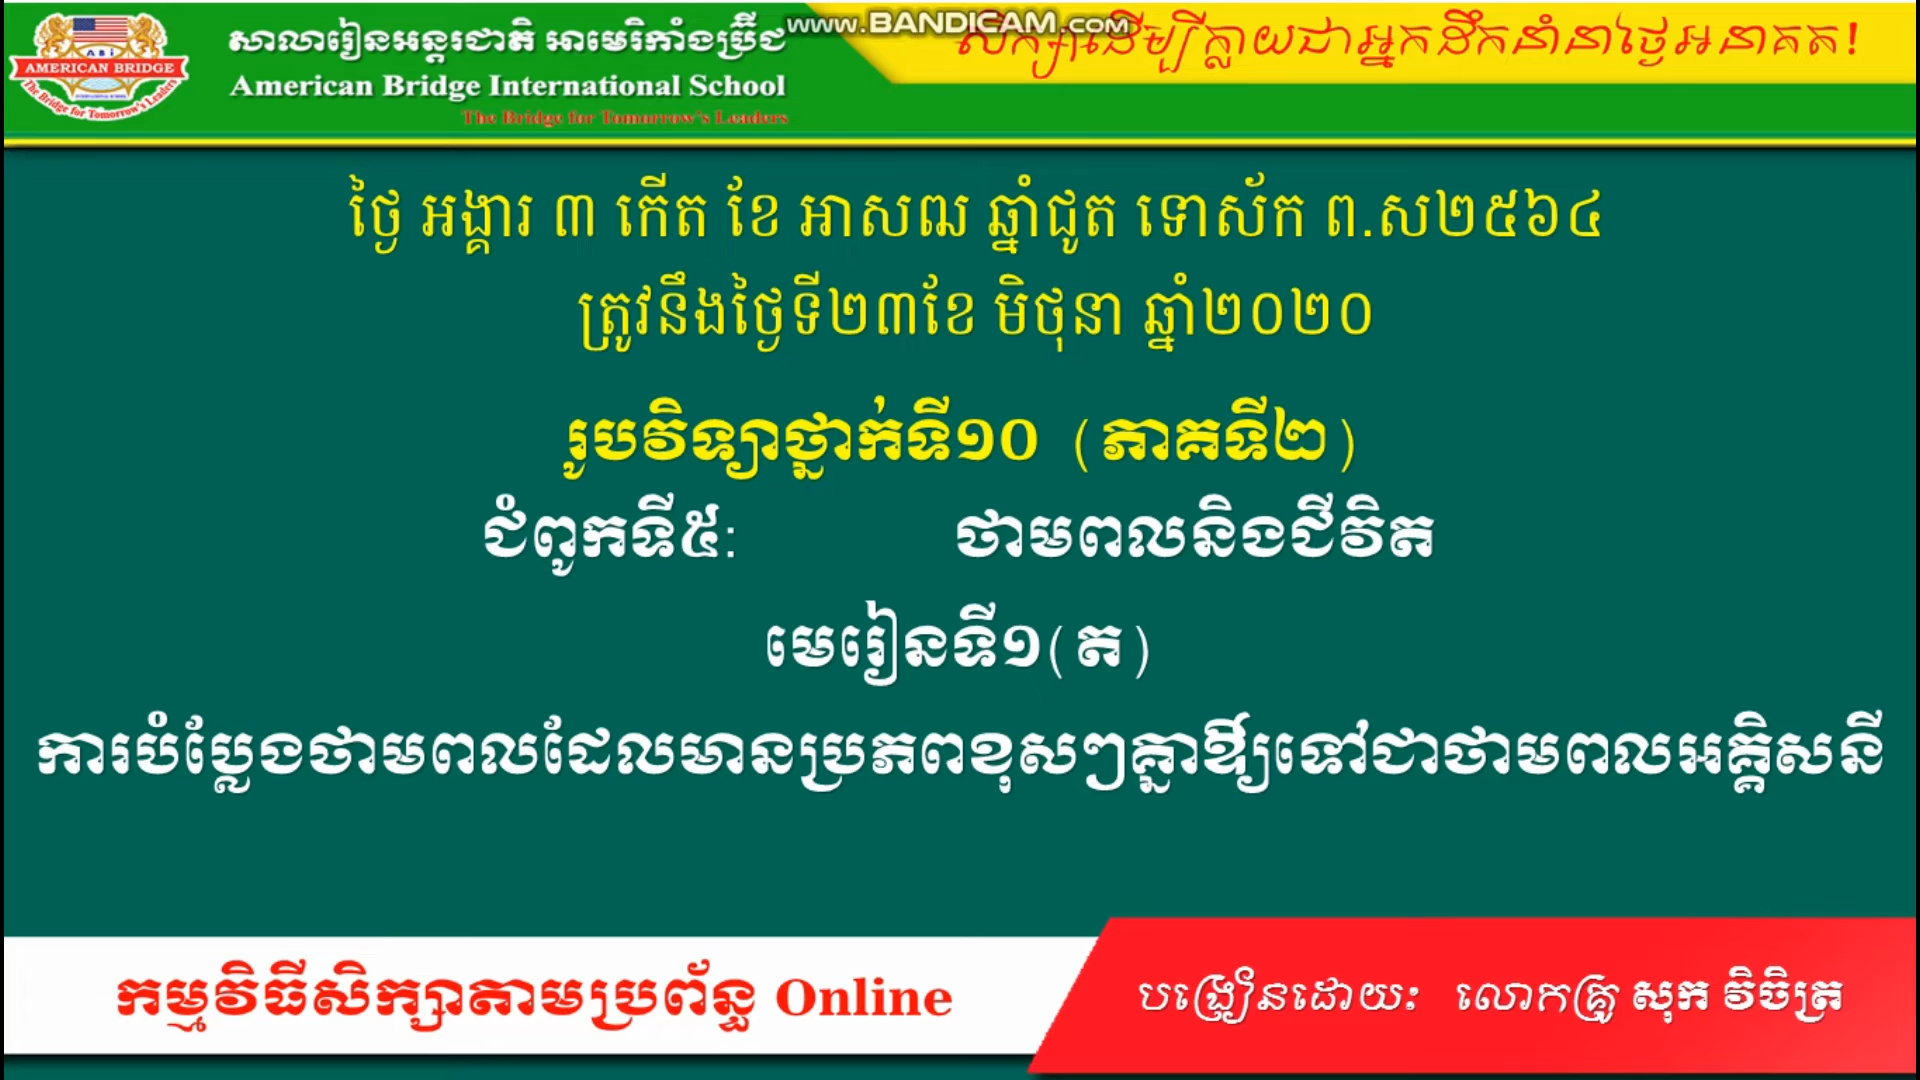 www.BANDICAM.com
សាលារៀនអន្តរជាតិ អាមេរិកាំងប្រ៊ីជ
American Bridge International School
The Bridge for Tomorrow's Leaders
សិក្សាដើម្បីក្លាយជាអ្នកដឹកនាំនាថ្ងៃអនាគត!
ABi
AMERICAN BRIDGE
The Bridge for Tomorrow's Leaders
ថ្ងៃ អង្គារ ៣ កើត ខែ អាសឍ ឆ្នាំជូត ទោស័ក ព.ស២៥៦៤
ត្រូវនឹងថ្ងៃទី២៣ខែ មិថុនា ឆ្នាំ២០២០
រូបវិទ្យាថ្នាក់ទី១០ (ភាគទី២)
ជំពូកទី៥: ថាមពលនិងជីវិត
មេរៀនទី១(ត)
ការបំប្លែងថាមពលដែលមានប្រភពខុសៗគ្នាឱ្យទៅជាថាមពលអគ្គិសនី
កម្មវិធីសិក្សាតាមប្រព័ន្ធ Online
បង្រៀនដោយៈ លោកគ្រូ សុក វិចិត្រ